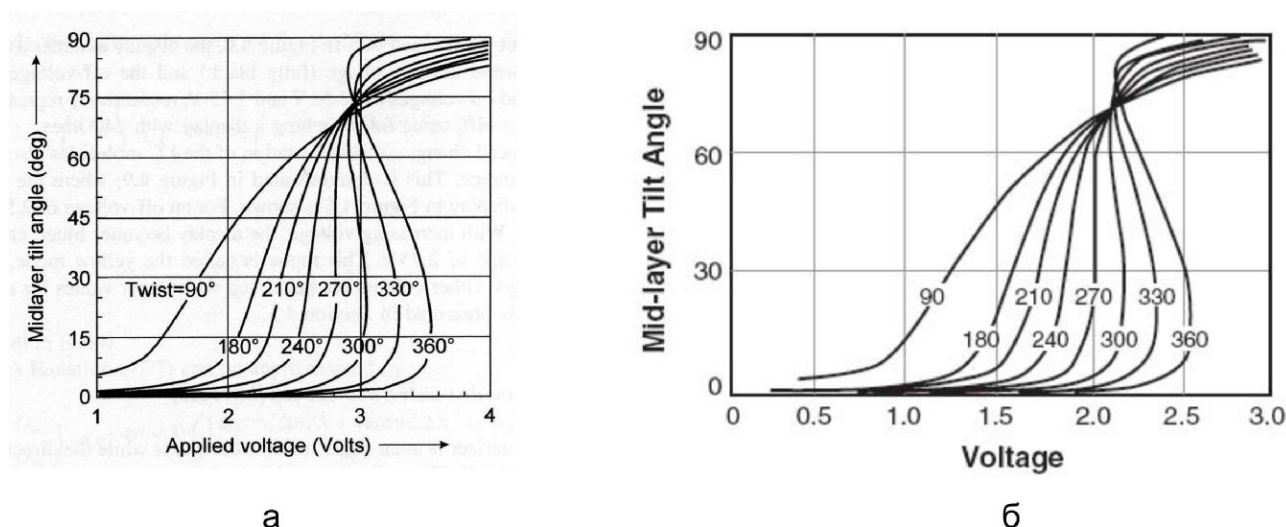 90
75
60
45
30
15
0
Midlayer tilt angle (deg)
Twist=90° 210° 270° 330°
180° 240° 300° 360°
1 2 3 4
Applied voltage (Volts)
а
90
60
30
0
Mid-layer Tilt Angle
90 210 270 330
180 240 300 360
0 0.5 1.0 1.5 2.0 2.5 3.0
Voltage
б